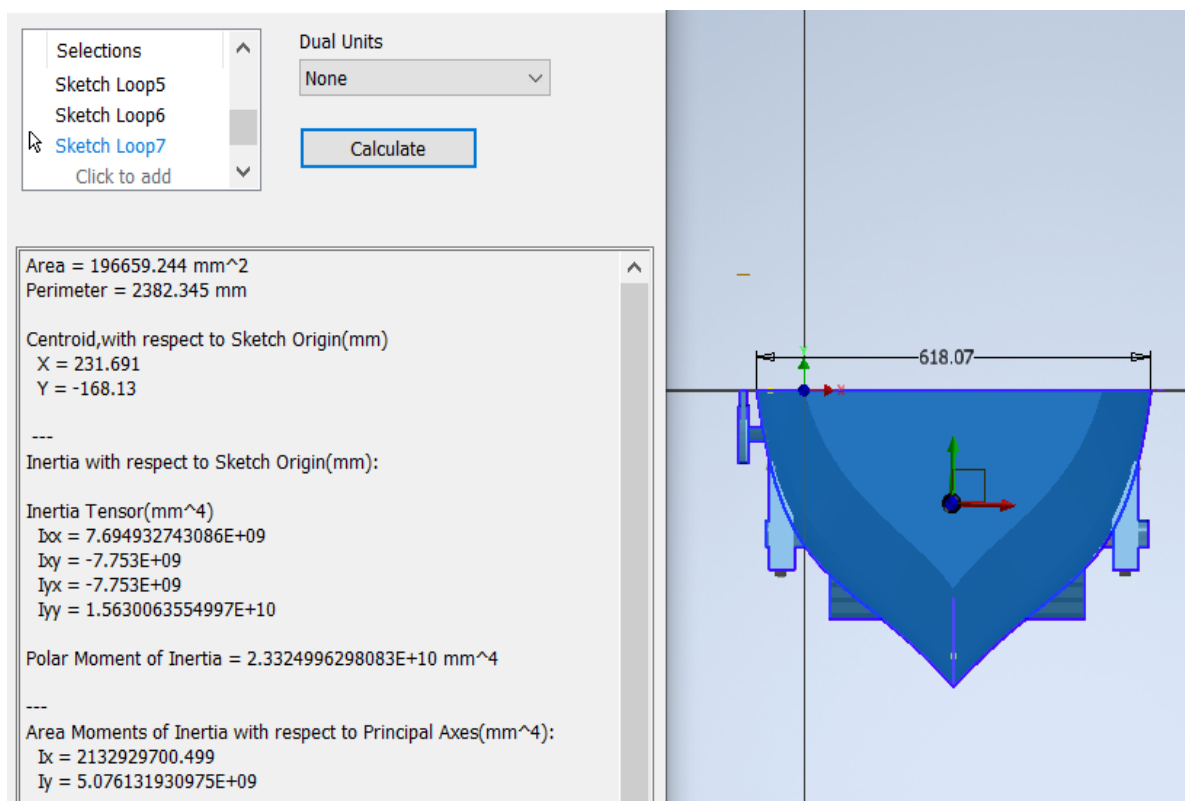 Selections
Sketch Loop5
Sketch Loop6
Sketch Loop7
Click to add
Dual Units
None
Calculate
Area = 196659.244 mm^2
Perimeter = 2382.345 mm
Centroid,with respect to Sketch Origin(mm)
X = 231.691
Y = -168.13
---
Inertia with respect to Sketch Origin(mm):
Inertia Tensor(mm^4)
Ixx = 7.694932743086E+09
Ixy = -7.753E+09
Iyx = -7.753E+09
Iyy = 1.5630063554997E+10
Polar Moment of Inertia = 2.3324996298083E+10 mm^4
---
Area Moments of Inertia with respect to Principal Axes(mm^4):
Ix = 2132929700.499
Iy = 5.076131930975E+09
618.07
Y
X